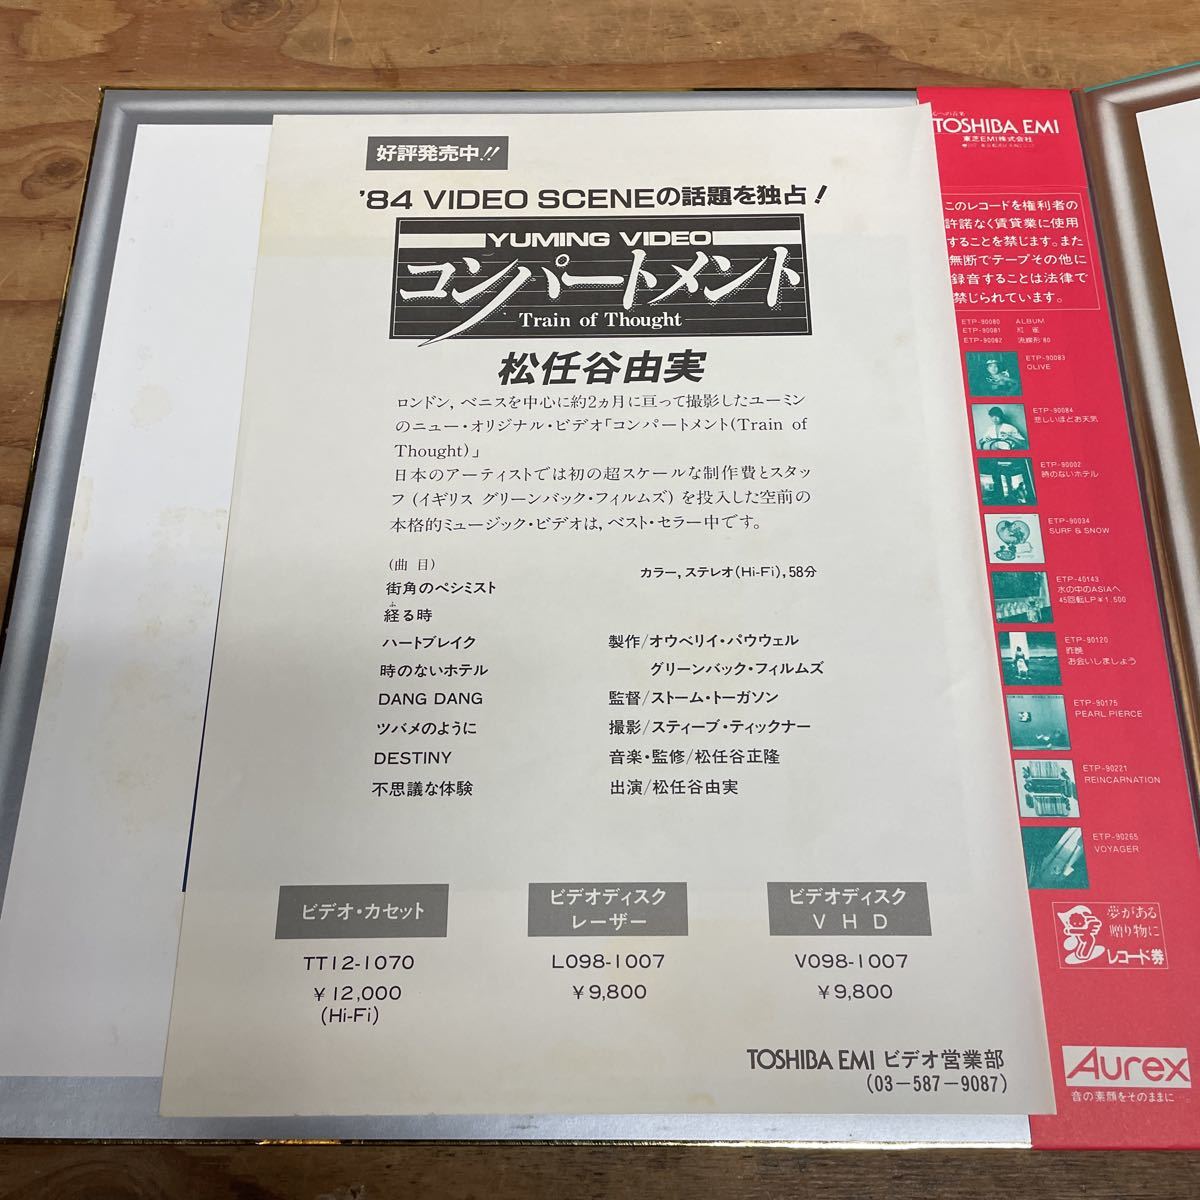 好評発売中!!
'84 VIDEO SCENEの話題を独占!
YUMING VIDEO
コンパートメント
Train of Thought
松任谷由実
ロンドン, ベニスを中心に約2ヵ月に亘って撮影したユーミン
のニュー・オリジナル・ビデオ「コンパートメント(Train of
Thought)」
日本のアーティストでは初の超スケールな制作費とスタッ
フ (イギリス グリーンバック・フィルムズ) を投入した空前の
本格的ミュージック・ビデオは, ベスト・セラー中です。
(曲 目)
カラー, ステレオ(Hi-Fi), 58分
街角のペシミスト
ふ
経る時
ハートブレイク
時のないホテル
DANG DANG
ツバメのように
DESTINY
不思議な体験
製作/オウベリイ・パウウェル
グリーンバック・フィルムズ
監督/ストーム・トーガソン
撮影/スティーブ・ティックナー
音楽・監修/松任谷正隆
出演/松任谷由実
ビデオ・カセット
TT12-1070
¥12,000
(Hi-Fi)
ビデオディスク
レーザー
L098-1007
¥9,800
ビデオディスク
V H D
V098-1007
¥9,800
TOSHIBA EMI ビデオ営業部
(03-587-9087)
TOSHIBA EMI
東芝EMI株式会社
このレコードを権利者の
許諾なく賃貸業に使用
することを禁じます。また
無断でテープその他に
録音することは法律で
禁じられています。
ETP-90080 ALBUM
ETP-90081 紅雀
ETP-90082 流線形'80
ETP-90083
OLIVE
ETP-90084
悲しいほどお天気
ETP-90002
時のないホテル
ETP-90034
SURF & SNOW
ETP-40143
水の中のASIAへ
45回転LP¥1,500
ETP-90120
昨晩
お会いしましょう
ETP-90175
PEARL PIERCE
ETP-90221
REINCARNATION
ETP-90265
VOYAGER
夢がある
贈り物に
レコード券
Aurex
音の素顔をそのままに…